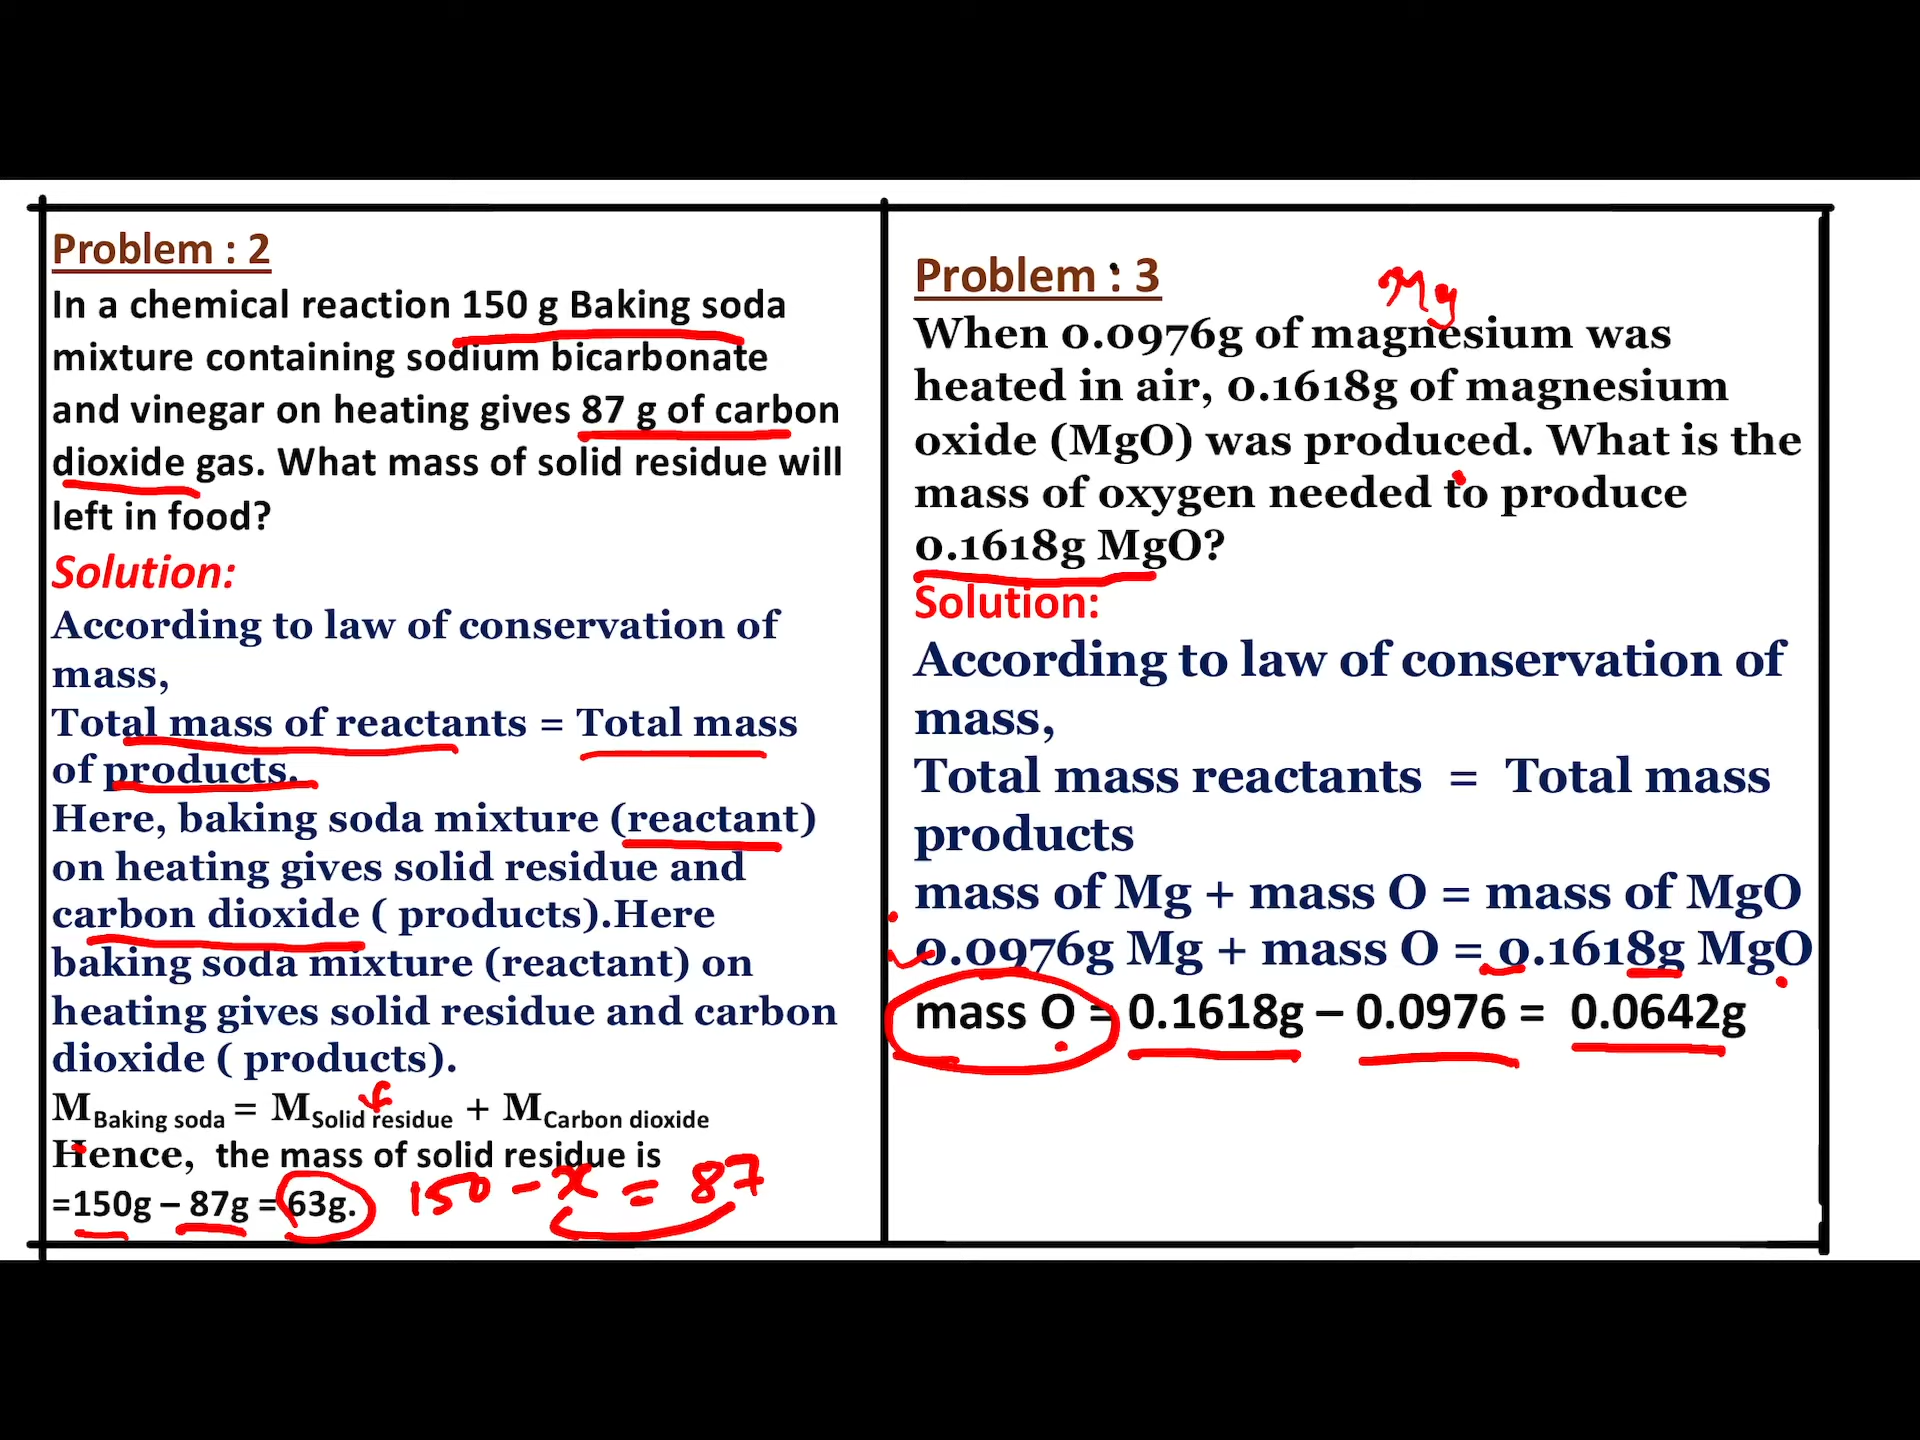 Problem : 2
In a chemical reaction 150 g Baking soda
mixture containing sodium bicarbonate
and vinegar on heating gives 87 g of carbon
dioxide gas. What mass of solid residue will
left in food?
Solution:
According to law of conservation of
mass,
Total mass of reactants = Total mass
of products.
Here, baking soda mixture (reactant)
on heating gives solid residue and
carbon dioxide ( products).Here
baking soda mixture (reactant) on
heating gives solid residue and carbon
dioxide ( products).
M Baking soda = M Solid residue + M Carbon dioxide
Hence, the mass of solid residue is
=150g – 87g = 63g.
150 - x = 87
Problem : 3
Mg
When 0.0976g of magnesium was
heated in air, 0.1618g of magnesium
oxide (MgO) was produced. What is the
mass of oxygen needed to produce
0.1618g MgO?
Solution:
According to law of conservation of
mass,
Total mass reactants = Total mass
products
mass of Mg + mass O = mass of MgO
0.0976g Mg + mass O = 0.1618g MgO
mass O = 0.1618g – 0.0976 = 0.0642g